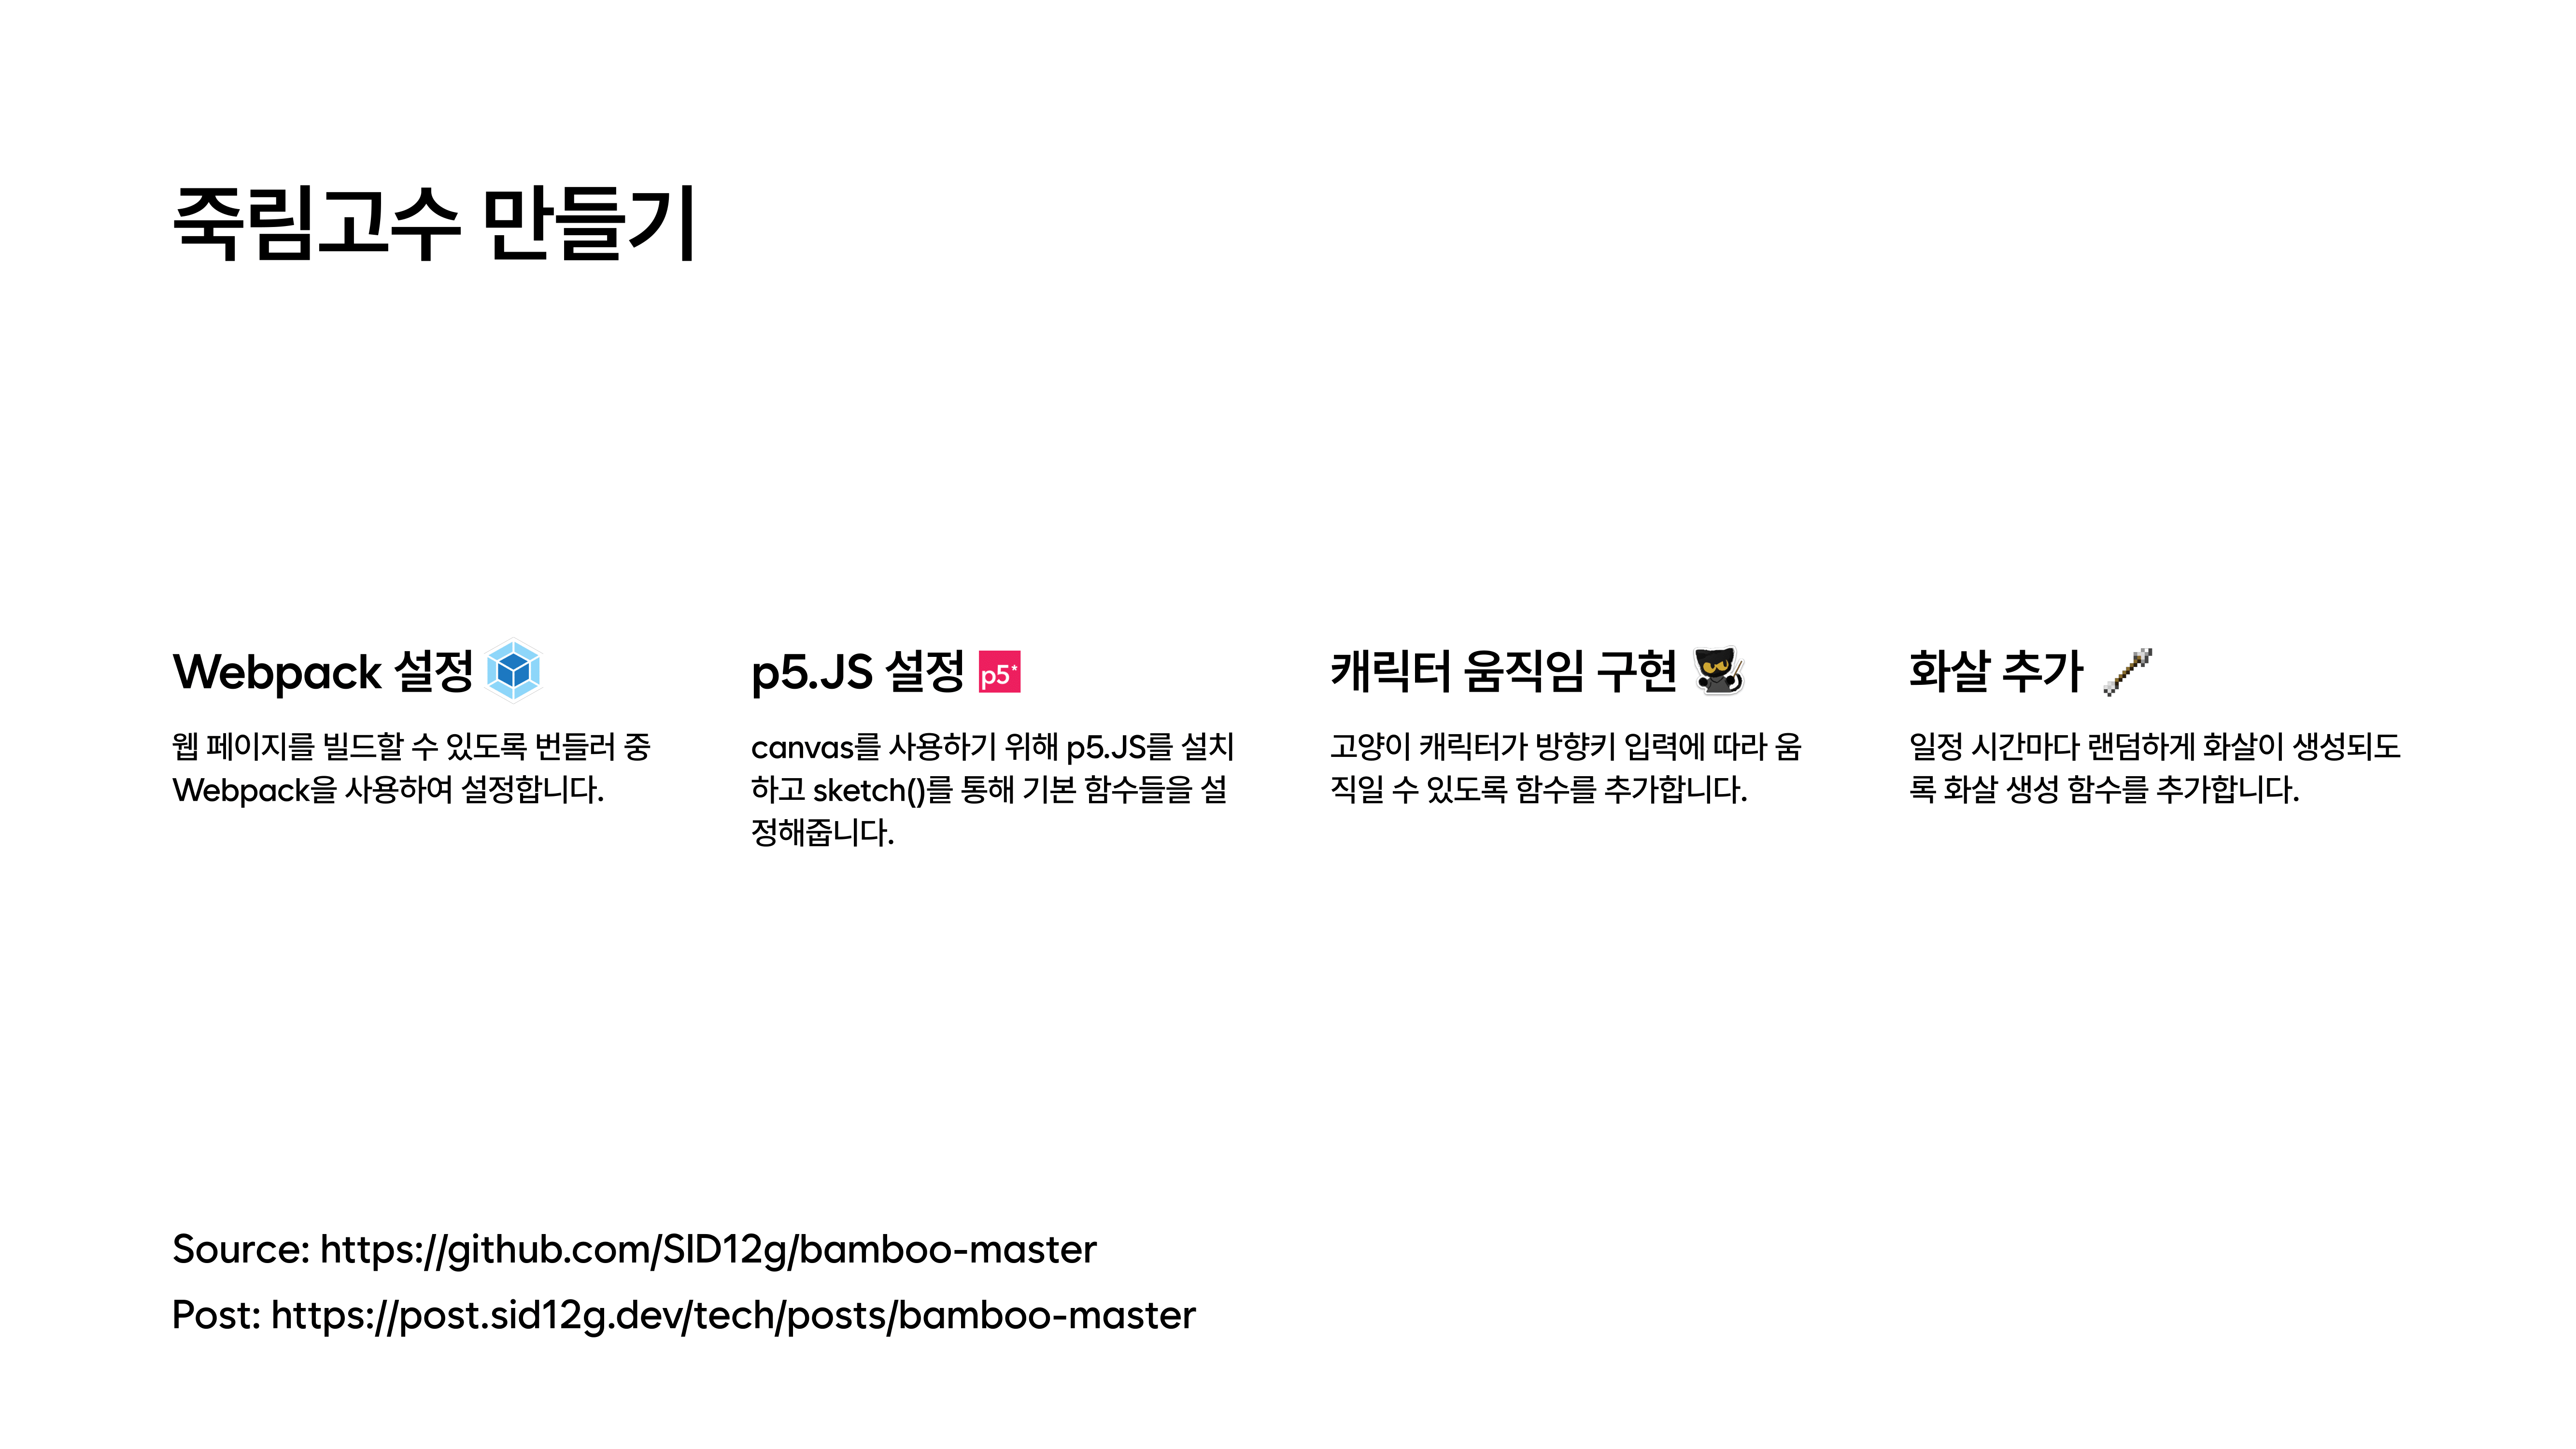 죽림고수 만들기
Webpack 설정
웹 페이지를 빌드할 수 있도록 번들러 중
Webpack을 사용하여 설정합니다.
p5.JS 설정 p5*
canvas를 사용하기 위해 p5.JS를 설치
하고 sketch()를 통해 기본 함수들을 설
정해줍니다.
캐릭터 움직임 구현
고양이 캐릭터가 방향키 입력에 따라 움
직일 수 있도록 함수를 추가합니다.
화살 추가
일정 시간마다 랜덤하게 화살이 생성되도
록 화살 생성 함수를 추가합니다.
Source: https://github.com/SID12g/bamboo-master
Post: https://post.sid12g.dev/tech/posts/bamboo-master